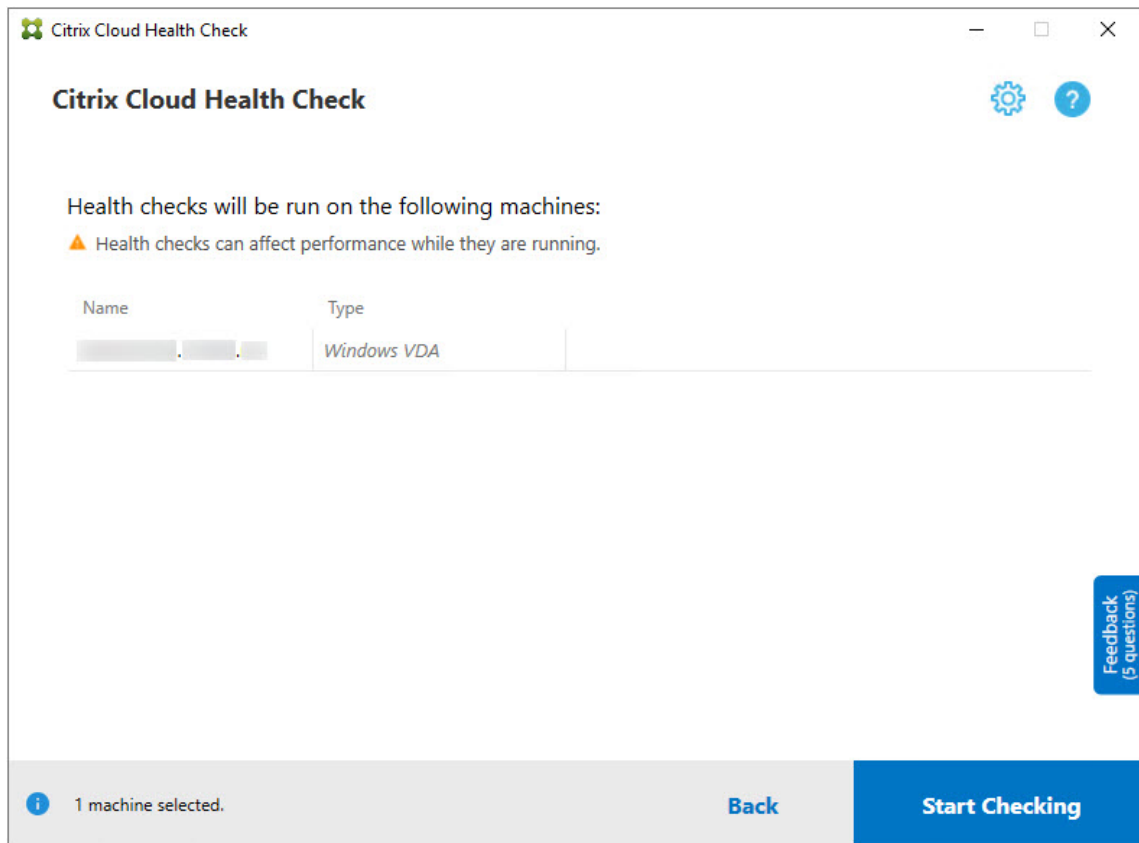 Citrix Cloud Health Check
Citrix Cloud Health Check
?
Health checks will be run on the following machines:
Health checks can affect performance while they are running.
Name Type
Windows VDA
Feedback
(5 questions)
1 machine selected.
Back
Start Checking